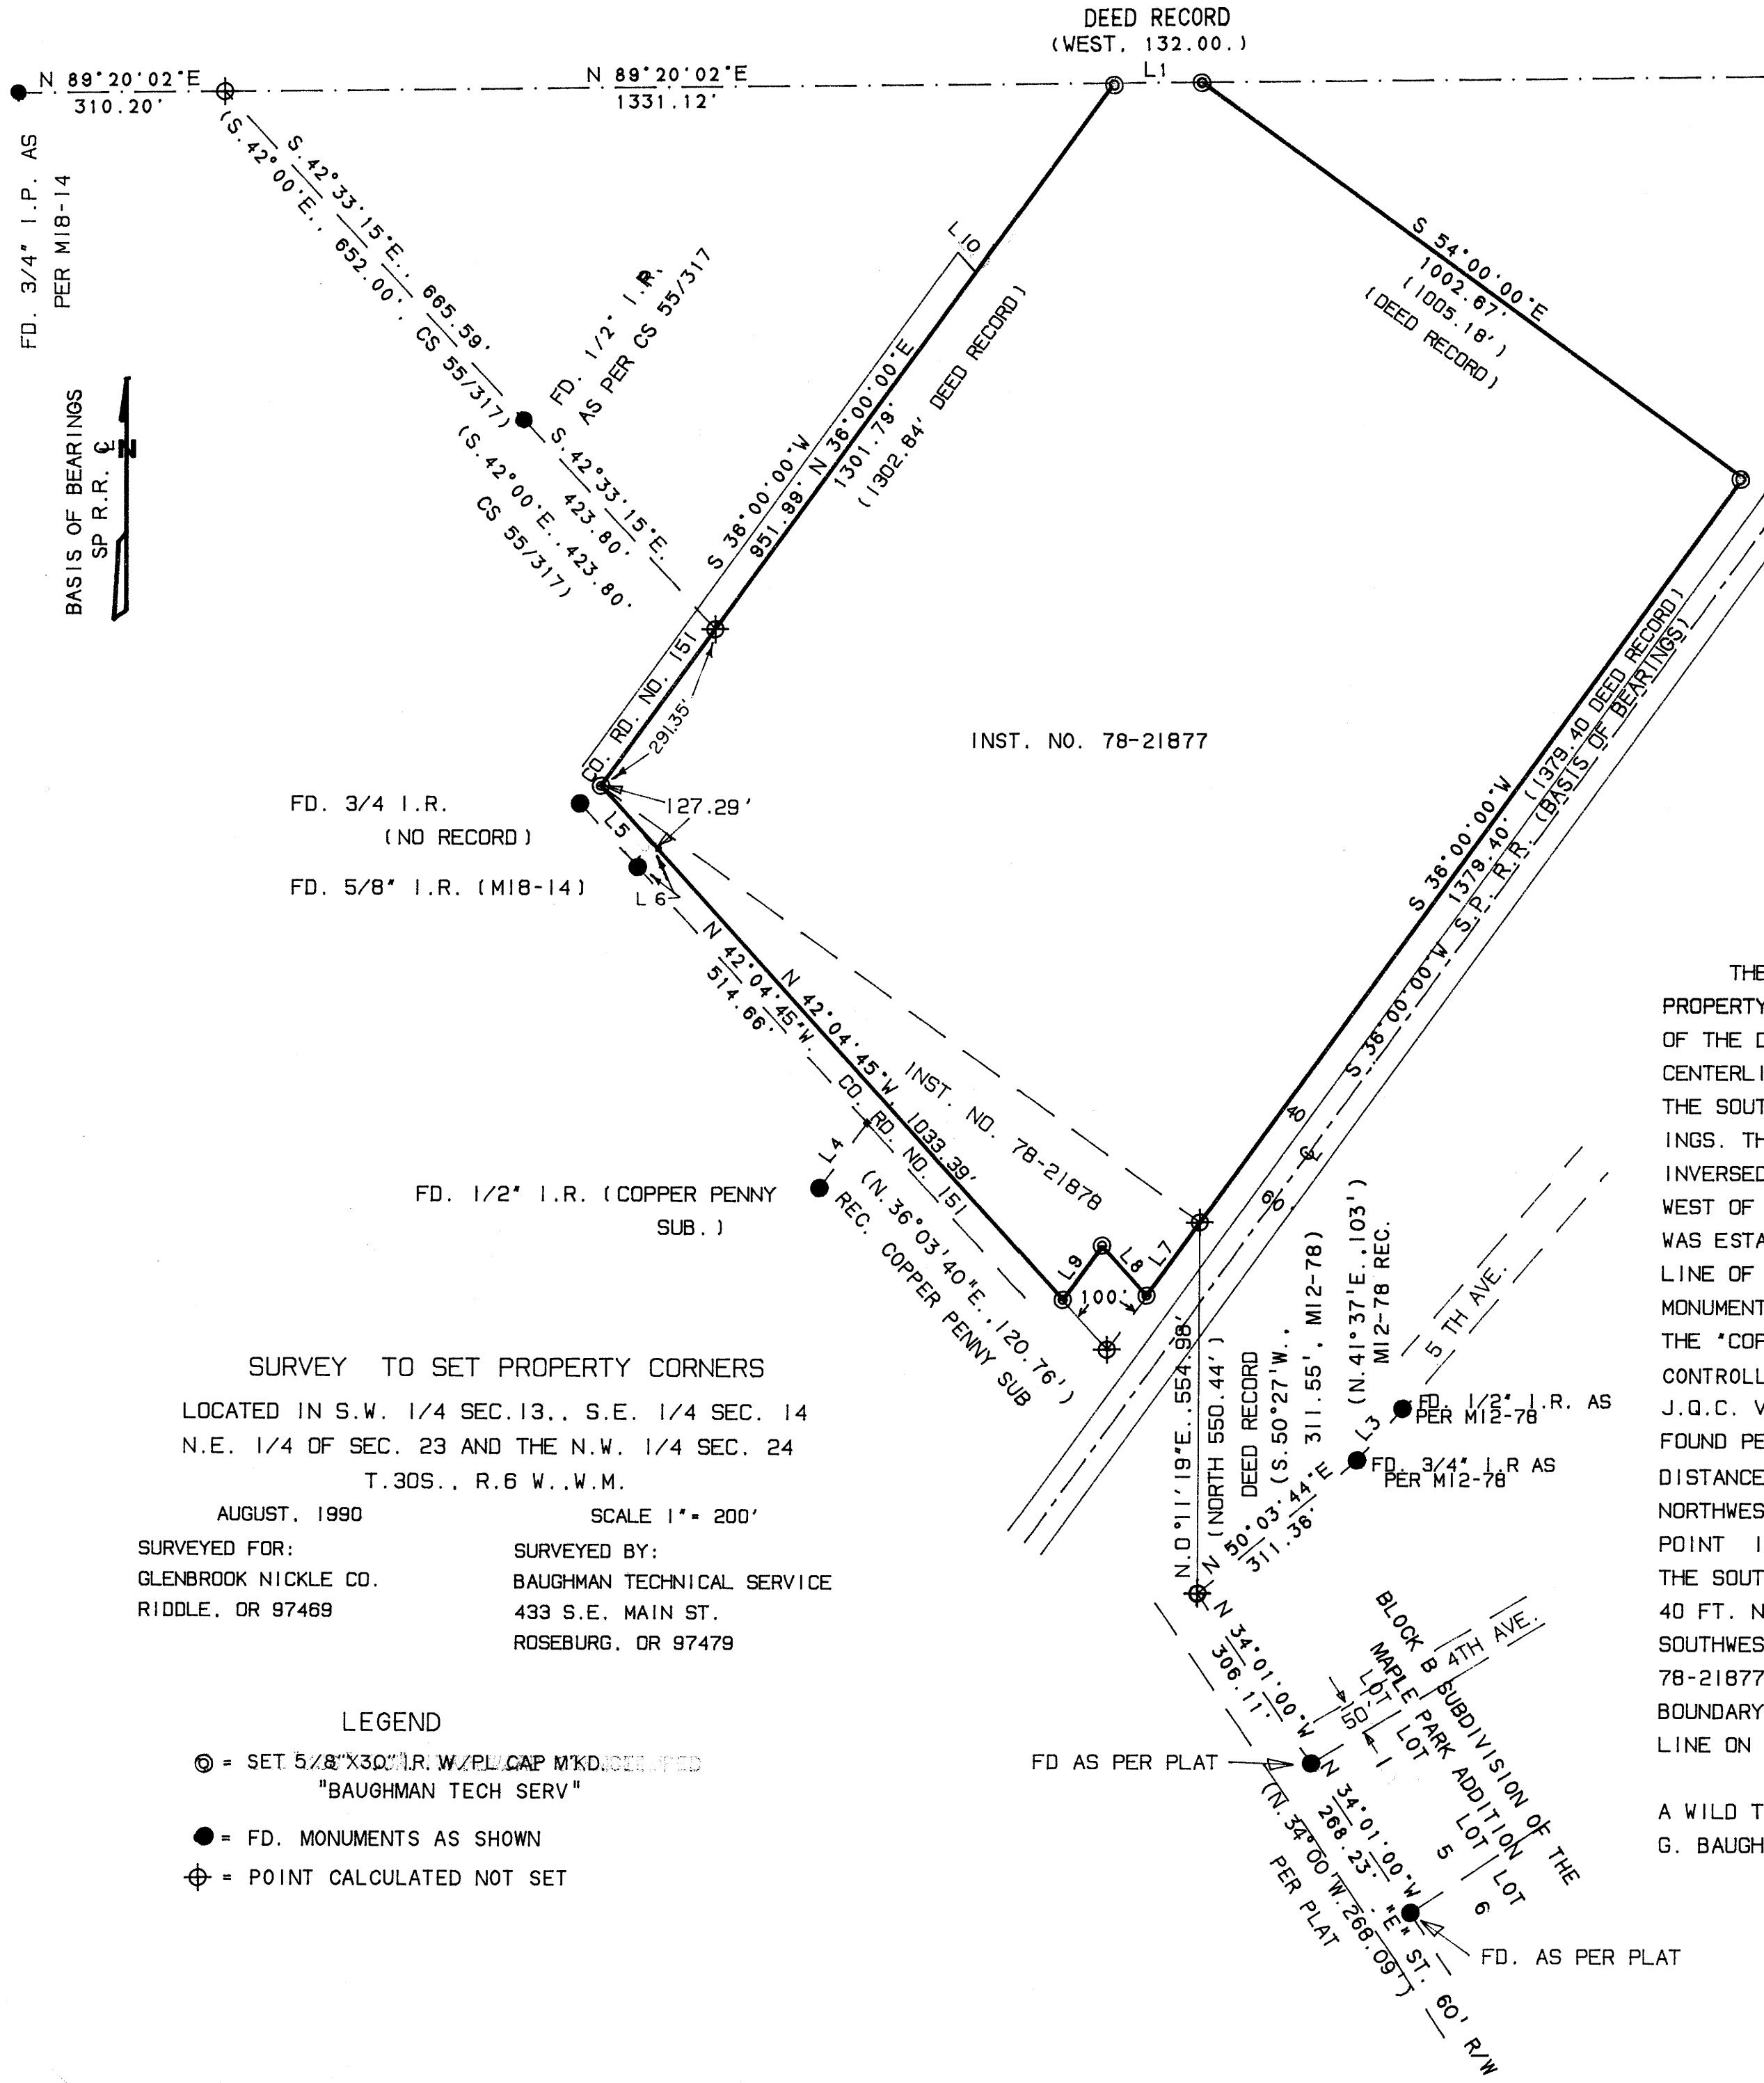 DEED RECORD
(WEST, 132.00.)
L1
N 89°20'02"E
310.20'
N 89°20'02"E
1331.12'
FD. 3/4" I.P. AS
PER M18-14
S.42°33'15"E., 665.59'
(S.42°00'E., 652.00', CS 55/317)
FD. 1/2" I.R.
AS PER CS 55/317
S.42°33'15"E.
423.80'
(S.42°00'E., 423.80'
CS 55/317)
BASIS OF BEARINGS
SP R.R. ℄
N
L10
S 36°00'00"W
951.89'
N 36°00'00"E
1301.79'
(1302.84' DEED RECORD)
S 54°00'00"E
1002.67'
(1005.18')
(DEED RECORD)
CO. RD. NO. 151
291.35'
127.29'
INST. NO. 78-21877
FD. 3/4 I.R.
(NO RECORD)
FD. 5/8" I.R. (M18-14)
L5
L6
N 42°04'45"W.
514.66'
N 42°04'45"W, 1033.39'
CO. RD. NO. 151
INST. NO. 78-21878
L4
FD. 1/2" I.R. (COPPER PENNY
SUB.)
(N.36°03'40"E., 120.76')
REC. COPPER PENNY SUB
L9
L8
L7
100'
S 36°00'00"W
1379.40'
(1379.40 DEED RECORD)
S 36°00'00"W S.P. R.R. (BASIS OF BEARINGS)
40
℄
60'
N.0°11'19"E. 554.98'
(NORTH 550.44')
DEED RECORD
(S.50°27'W.,
311.55', M12-78)
(N.41°37'E.,103')
M12-78 REC.
5 TH AVE.
L3
FD. 1/2" I.R. AS
PER M12-78
FD. 3/4" I.R AS
PER M12-78
N 50°03'44"E
311.36'
N 34°01'00"W
306.11'
FD AS PER PLAT
N 34°01'00"W
268.23'
(N.34°00'W.268.09')
PER PLAT
"E" ST. 60' R/W
FD. AS PER PLAT
4TH AVE.
50'
LOT
1
LOT
5
LOT
LOT
6
BLOCK B SUBDIVISION OF THE
MAPLE PARK ADDITION
SURVEY TO SET PROPERTY CORNERS
LOCATED IN S.W. 1/4 SEC.13., S.E. 1/4 SEC. 14
N.E. 1/4 OF SEC. 23 AND THE N.W. 1/4 SEC. 24
T.30S., R.6 W.,W.M.
AUGUST, 1990
SCALE 1"= 200'
SURVEYED FOR:
GLENBROOK NICKLE CO.
RIDDLE, OR 97469
SURVEYED BY:
BAUGHMAN TECHNICAL SERVICE
433 S.E. MAIN ST.
ROSEBURG, OR 97479
LEGEND
= SET 5/8"X30" I.R. W/PL CAP M'KD.
"BAUGHMAN TECH SERV"
= FD. MONUMENTS AS SHOWN
= POINT CALCULATED NOT SET
THE
PROPERTY
OF THE D
CENTERLI
THE SOUT
INGS. TH
INVERSED
WEST OF
WAS ESTA
LINE OF
MONUMENT
THE "COP
CONTROLL
J.Q.C. V
FOUND PE
DISTANCE
NORTHWES
POINT I
THE SOUT
40 FT. N
SOUTHWES
78-21877
BOUNDARY
LINE ON
A WILD T
G. BAUGH